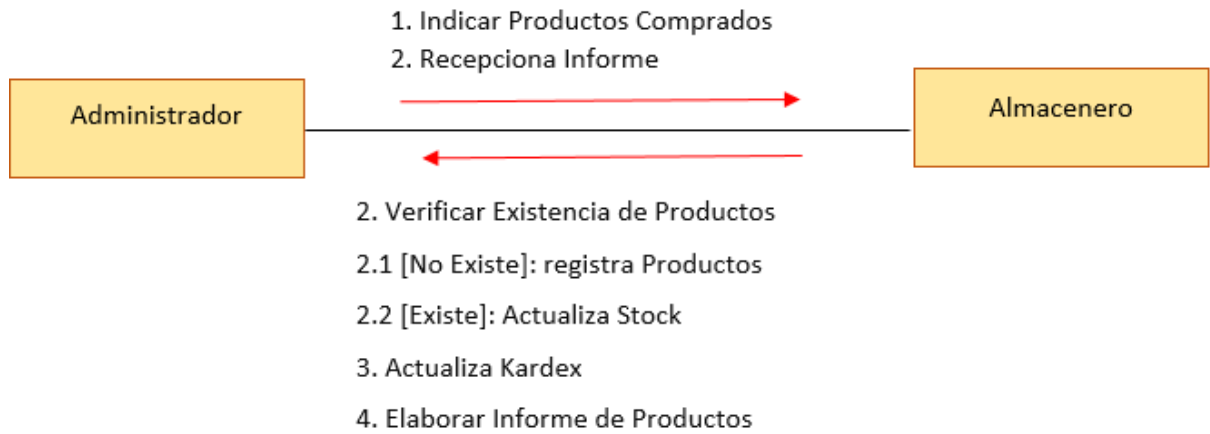 1. Indicar Productos Comprados
2. Recepciona Informe
Administrador
Almacenero
2. Verificar Existencia de Productos
2.1 [No Existe]: registra Productos
2.2 [Existe]: Actualiza Stock
3. Actualiza Kardex
4. Elaborar Informe de Productos